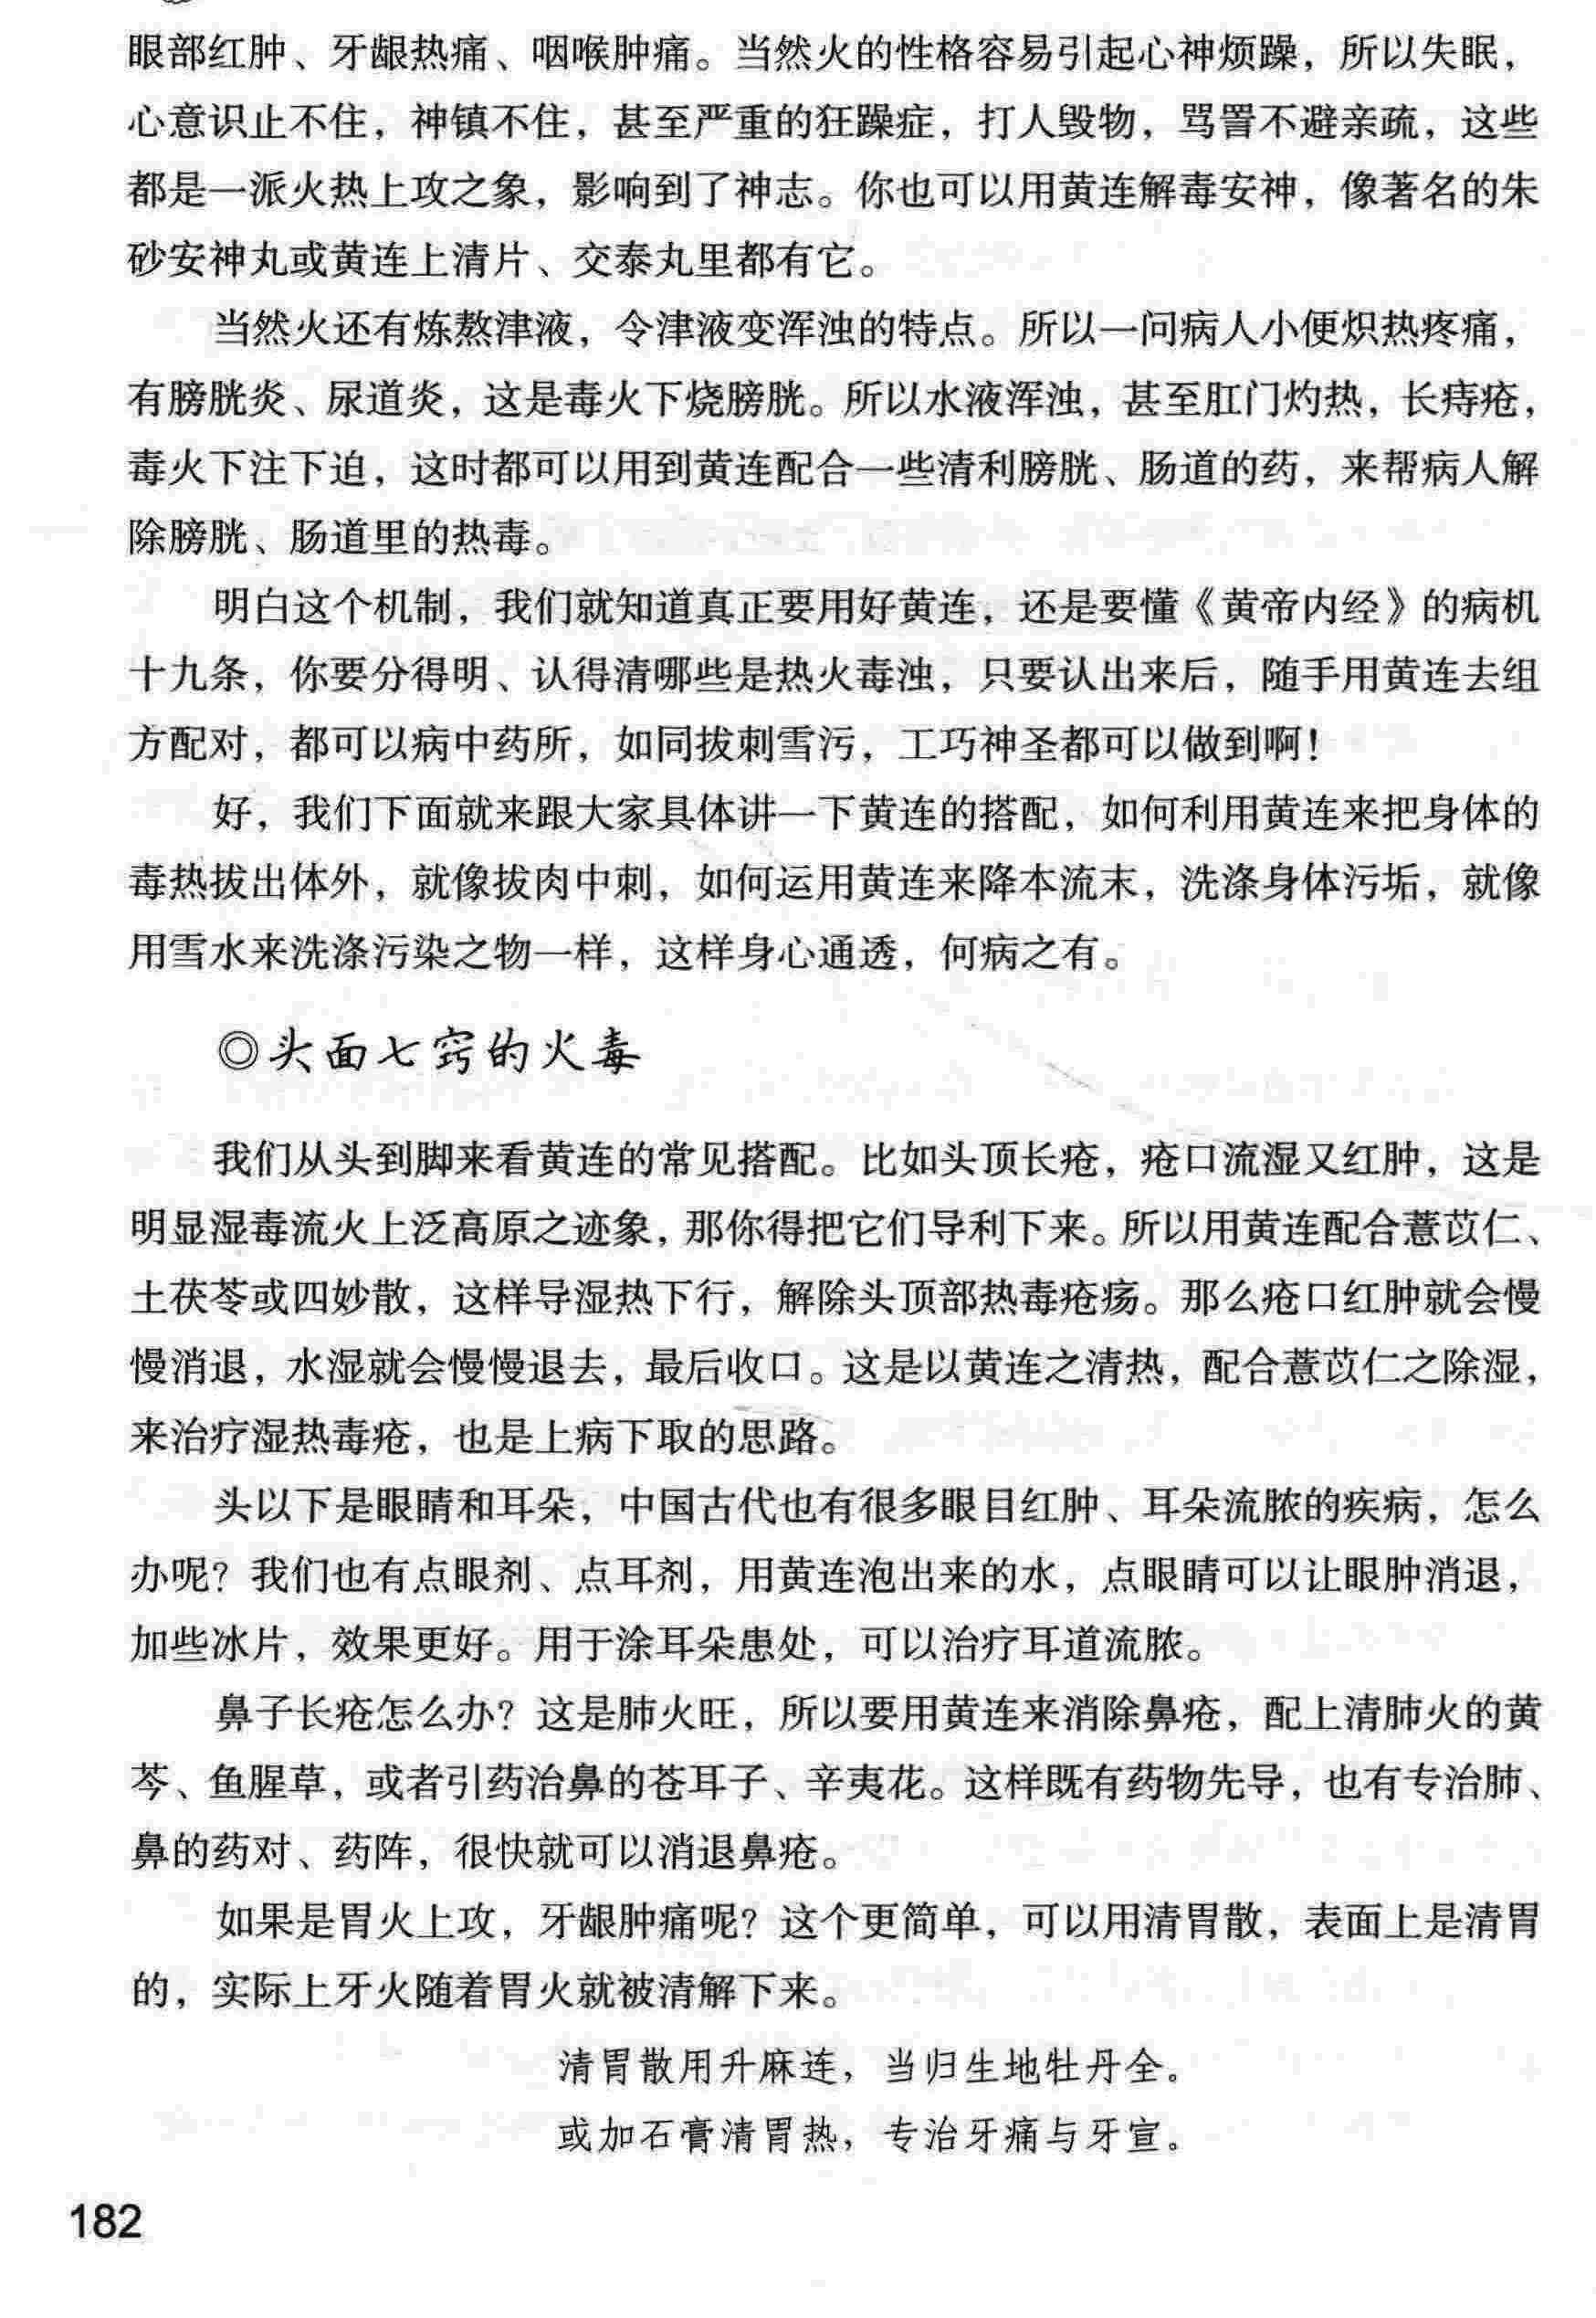 眼部红肿、牙龈热痛、咽喉肿痛。当然火的性格容易引起心神烦躁，所以失眠，
心意识止不住，神镇不住，甚至严重的狂躁症，打人毁物，骂詈不避亲疏，这些
都是一派火热上攻之象，影响到了神志。你也可以用黄连解毒安神，像著名的朱
砂安神丸或黄连上清片、交泰丸里都有它。
当然火还有炼熬津液，令津液变浑浊的特点。所以一问病人小便炽热疼痛，
有膀胱炎、尿道炎，这是毒火下烧膀胱。所以水液浑浊，甚至肛门灼热，长痔疮，
毒火下注下迫，这时都可以用到黄连配合一些清利膀胱、肠道的药，来帮病人解
除膀胱、肠道里的热毒。
明白这个机制，我们就知道真正要用好黄连，还是要懂《黄帝内经》的病机
十九条，你要分得明、认得清哪些是热火毒浊，只要认出来后，随手用黄连去组
方配对，都可以病中药所，如同拔刺雪污，工巧神圣都可以做到啊！
好，我们下面就来跟大家具体讲一下黄连的搭配，如何利用黄连来把身体的
毒热拔出体外，就像拔肉中刺，如何运用黄连来降本流末，洗涤身体污垢，就像
用雪水来洗涤污染之物一样，这样身心通透，何病之有。
◎头面七窍的火毒
我们从头到脚来看黄连的常见搭配。比如头顶长疮，疮口流湿又红肿，这是
明显湿毒流火上泛高原之迹象，那你得把它们导利下来。所以用黄连配合薏苡仁、
土茯苓或四妙散，这样导湿热下行，解除头顶部热毒疮疡。那么疮口红肿就会慢
慢消退，水湿就会慢慢退去，最后收口。这是以黄连之清热，配合薏苡仁之除湿，
来治疗湿热毒疮，也是上病下取的思路。
头以下是眼睛和耳朵，中国古代也有很多眼目红肿、耳朵流脓的疾病，怎么
办呢？我们也有点眼剂、点耳剂，用黄连泡出来的水，点眼睛可以让眼肿消退，
加些冰片，效果更好。用于涂耳朵患处，可以治疗耳道流脓。
鼻子长疮怎么办？这是肺火旺，所以要用黄连来消除鼻疮，配上清肺火的黄
芩、鱼腥草，或者引药治鼻的苍耳子、辛夷花。这样既有药物先导，也有专治肺、
鼻的药对、药阵，很快就可以消退鼻疮。
如果是胃火上攻，牙龈肿痛呢？这个更简单，可以用清胃散，表面上是清胃
的，实际上牙火随着胃火就被清解下来。
清胃散用升麻连，当归生地牡丹全。
或加石膏清胃热，专治牙痛与牙宣。
182